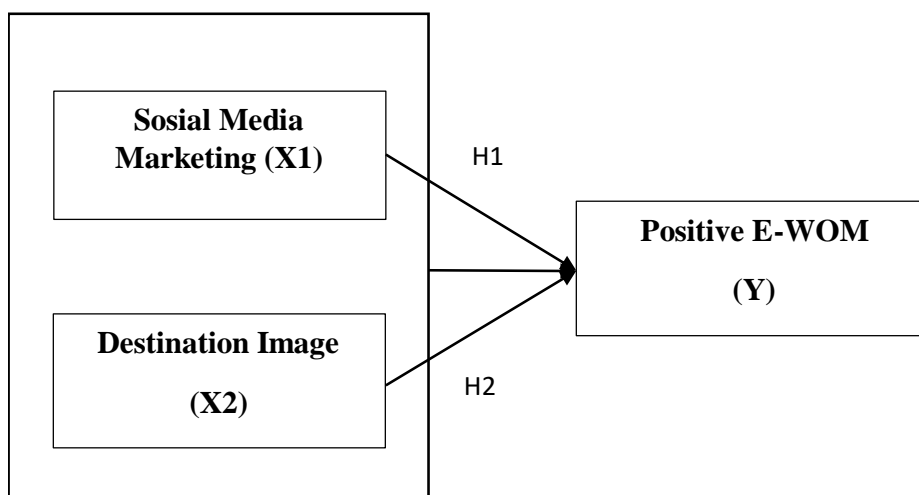 Sosial Media
Marketing (X1)
H1
Positive E-WOM
(Y)
Destination Image
(X2)
H2